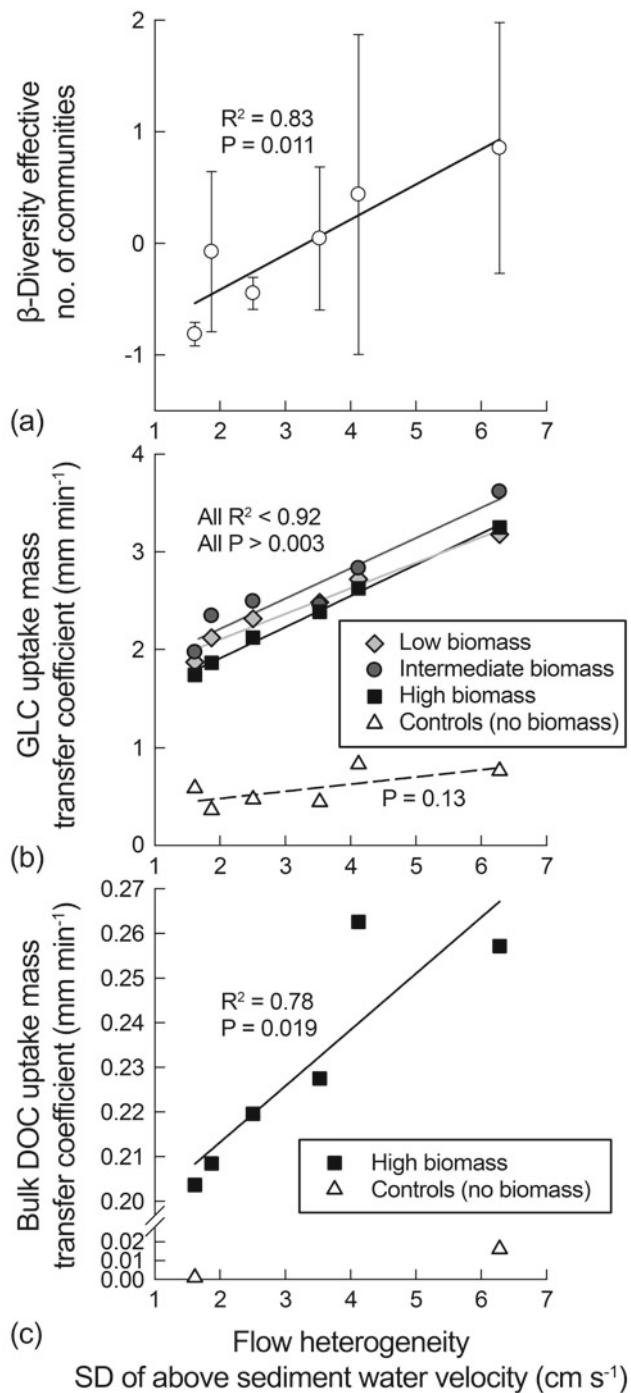 2
1
0
-1
β-Diversity effective
no. of communities
R² = 0.83
P = 0.011
1 2 3 4 5 6 7
(a)
4
3
2
1
0
GLC uptake mass
transfer coefficient (mm min⁻¹)
All R² < 0.92
All P > 0.003
Low biomass
Intermediate biomass
High biomass
Controls (no biomass)
P = 0.13
1 2 3 4 5 6 7
(b)
0.27
0.26
0.25
0.24
0.23
0.22
0.21
0.20
0.02
0.01
0.00
Bulk DOC uptake mass
transfer coefficient (mm min⁻¹)
R² = 0.78
P = 0.019
High biomass
Controls (no biomass)
1 2 3 4 5 6 7
(c)
Flow heterogeneity
SD of above sediment water velocity (cm s⁻¹)